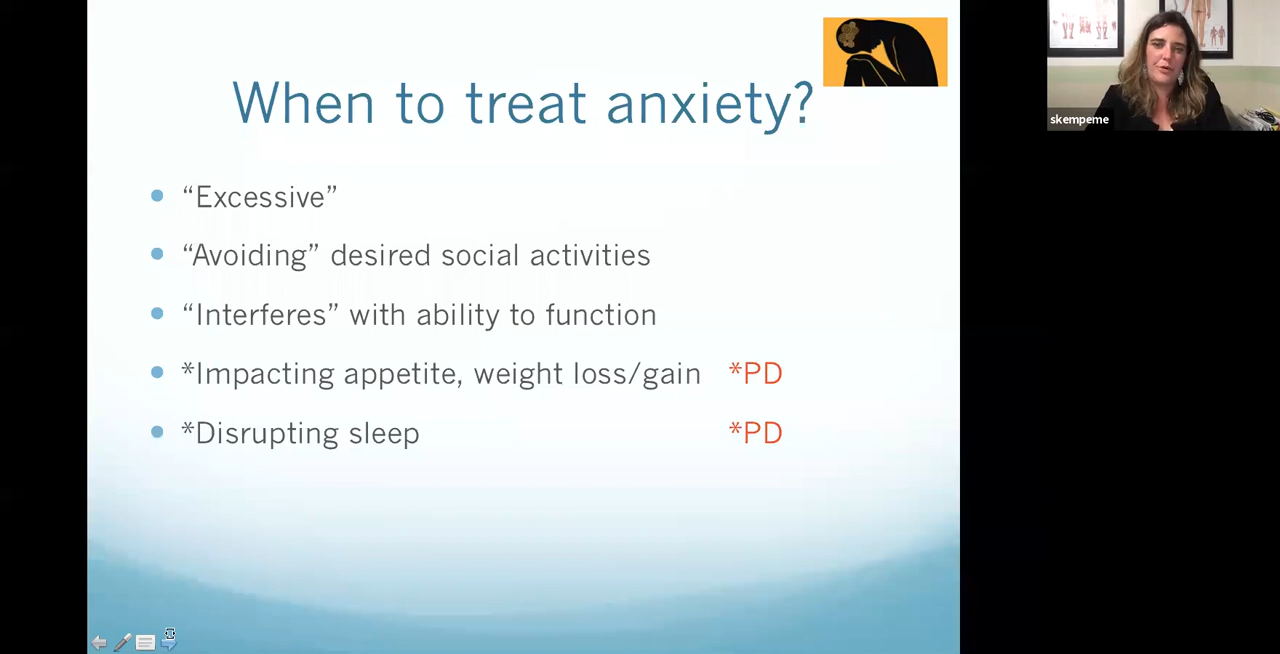 When to treat anxiety?
“Excessive”
“Avoiding” desired social activities
“Interferes” with ability to function
*Impacting appetite, weight loss/gain *PD
*Disrupting sleep *PD
skempeme